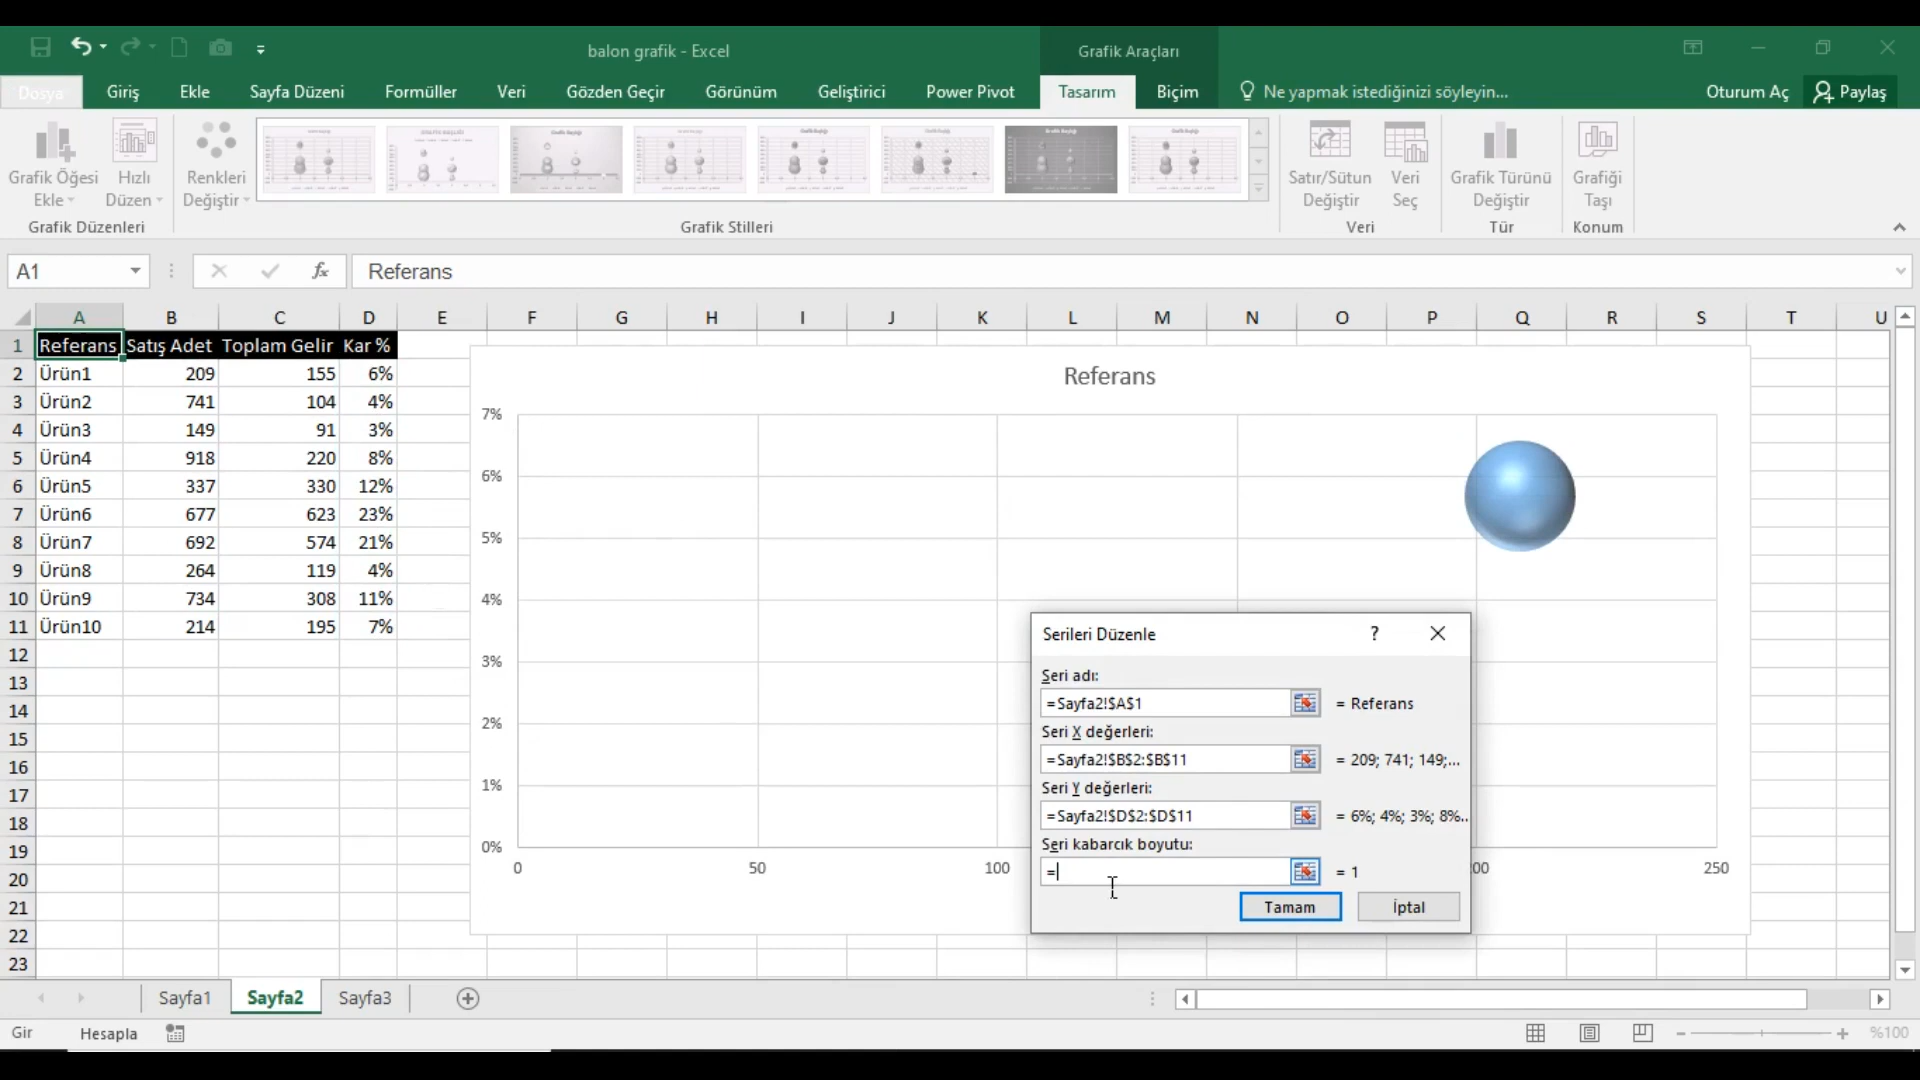 balon grafik - Excel
Grafik Araçları
Dosya
Giriş
Ekle
Sayfa Düzeni
Formüller
Veri
Gözden Geçir
Görünüm
Geliştirici
Power Pivot
Tasarım
Biçim
Ne yapmak istediğinizi söyleyin...
Oturum Aç
Paylaş
Grafik Öğesi
Ekle
Hızlı
Düzen
Grafik Düzenleri
Renkleri
Değiştir
Grafik Stilleri
Satır/Sütun
Değiştir
Veri
Seç
Veri
Grafik Türünü
Değiştir
Tür
Grafiği
Taşı
Konum
A1
fx
Referans
A B C D E F G H I J K L M N O P Q R S T U
1 Referans Satış Adet Toplam Gelir Kar %
2 Ürün1 209 155 6%
3 Ürün2 741 104 4%
4 Ürün3 149 91 3%
5 Ürün4 918 220 8%
6 Ürün5 337 330 12%
7 Ürün6 677 623 23%
8 Ürün7 692 574 21%
9 Ürün8 264 119 4%
10 Ürün9 734 308 11%
11 Ürün10 214 195 7%
12
13
14
15
16
17
18
19
20
21
22
23
Referans
7%
6%
5%
4%
3%
2%
1%
0%
0 50 100 00 250
Serileri Düzenle
?
Seri adı:
=Sayfa2!$A$1 = Referans
Seri X değerleri:
=Sayfa2!$B$2:$B$11 = 209; 741; 149;...
Seri Y değerleri:
=Sayfa2!$D$2:$D$11 = 6%; 4%; 3%; 8%..
Seri kabarcık boyutu:
= = 1
Tamam
İptal
Sayfa1
Sayfa2
Sayfa3
Gir
Hesapla
%100